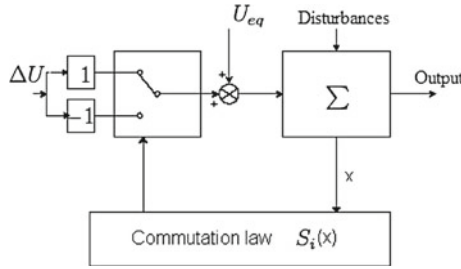 U_eq
Disturbances
ΔU
1
-1
+
+
Σ
Output
x
Commutation law S_i(x)